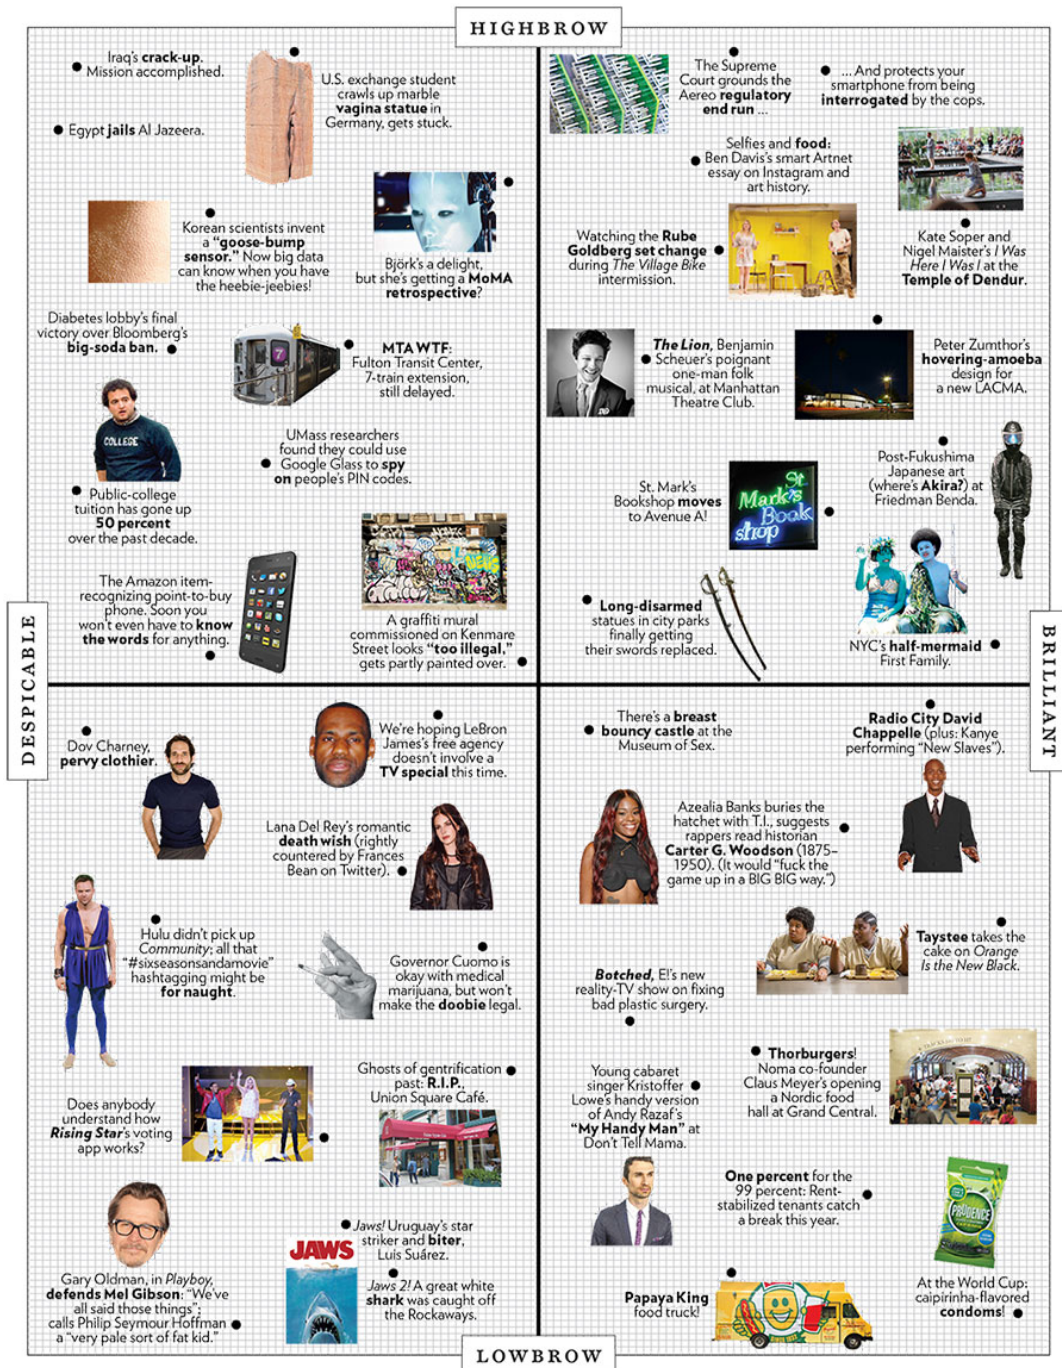 HIGHBROW
Iraq's crack-up.
Mission accomplished.
U.S. exchange student
crawls up marble
vagina statue in
Germany, gets stuck.
Egypt jails Al Jazeera.
Korean scientists invent
a "goose-bump
sensor." Now big data
can know when you have
the heebie-jeebies!
Björk's a delight,
but she's getting a MoMA
retrospective?
Diabetes lobby's final
victory over Bloomberg's
big-soda ban.
7
MTA WTF:
Fulton Transit Center,
7-train extension,
still delayed.
COLLEGE
UMass researchers
found they could use
Google Glass to spy
on people's PIN codes.
Public-college
tuition has gone up
50 percent
over the past decade.
The Amazon item-
recognizing point-to-buy
phone. Soon you
won't even have to know
the words for anything.
A graffiti mural
commissioned on Kenmare
Street looks "too illegal,"
gets partly painted over.
The Supreme
Court grounds the
Aereo regulatory
end run ...
... And protects your
smartphone from being
interrogated by the cops.
Selfies and food:
Ben Davis's smart Artnet
essay on Instagram and
art history.
Watching the Rube
Goldberg set change
during The Village Bike
intermission.
Kate Soper and
Nigel Maister's I Was
Here I Was I at the
Temple of Dendur.
The Lion, Benjamin
Scheuer's poignant
one-man folk
musical, at Manhattan
Theatre Club.
Peter Zumthor's
hovering-amoeba
design for
a new LACMA.
Post-Fukushima
Japanese art
(where's Akira?) at
Friedman Benda.
St. Mark's
Bookshop moves
to Avenue A!
St
Mark's
Book
shop
Long-disarmed
statues in city parks
finally getting
their swords replaced.
NYC's half-mermaid
First Family.
DESPICABLE
BRILLIANT
Dov Charney,
pervy clothier.
We're hoping LeBron
James's free agency
doesn't involve a
TV special this time.
Lana Del Rey's romantic
death wish (rightly
countered by Frances
Bean on Twitter).
Hulu didn't pick up
Community; all that
"#sixseasonsandamovie"
hashtagging might be
for naught.
Governor Cuomo is
okay with medical
marijuana, but won't
make the doobie legal.
Does anybody
understand how
Rising Star's voting
app works?
Ghosts of gentrification
past: R.I.P.,
Union Square Café.
Gary Oldman, in Playboy,
defends Mel Gibson: "We've
all said those things";
calls Philip Seymour Hoffman
a "very pale sort of fat kid."
JAWS
Jaws! Uruguay's star
striker and biter,
Luis Suárez.
Jaws 2! A great white
shark was caught off
the Rockaways.
There's a breast
bouncy castle at the
Museum of Sex.
Radio City David
Chappelle (plus: Kanye
performing "New Slaves").
Azealia Banks buries the
hatchet with T.I., suggests
rappers read historian
Carter G. Woodson (1875–
1950). (It would "fuck the
game up in a BIG BIG way.")
Botched, E!'s new
reality-TV show on fixing
bad plastic surgery.
Taystee takes the
cake on Orange
Is the New Black.
Young cabaret
singer Kristoffer
Lowe's handy version
of Andy Razaf's
"My Handy Man" at
Don't Tell Mama.
Thorburgers!
Noma co-founder
Claus Meyer's opening
a Nordic food
hall at Grand Central.
One percent for the
99 percent: Rent-
stabilized tenants catch
a break this year.
PRUDENCE
Papaya King
food truck!
At the World Cup:
caipirinha-flavored
condoms!
LOWBROW